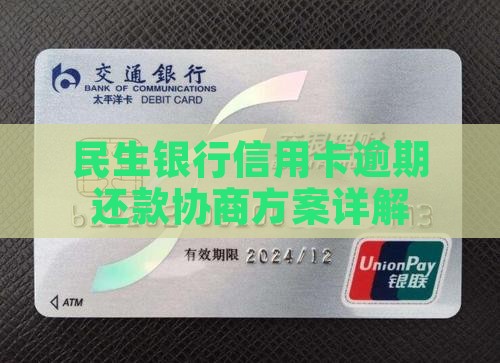 交通銀行
BANK OF COMMUNICATIONS
太平洋卡 DEBIT CARD
民生银行信用卡逾期
还款协商方案详解
13
有效期限 2024/12
UnionPay
银联
ATM